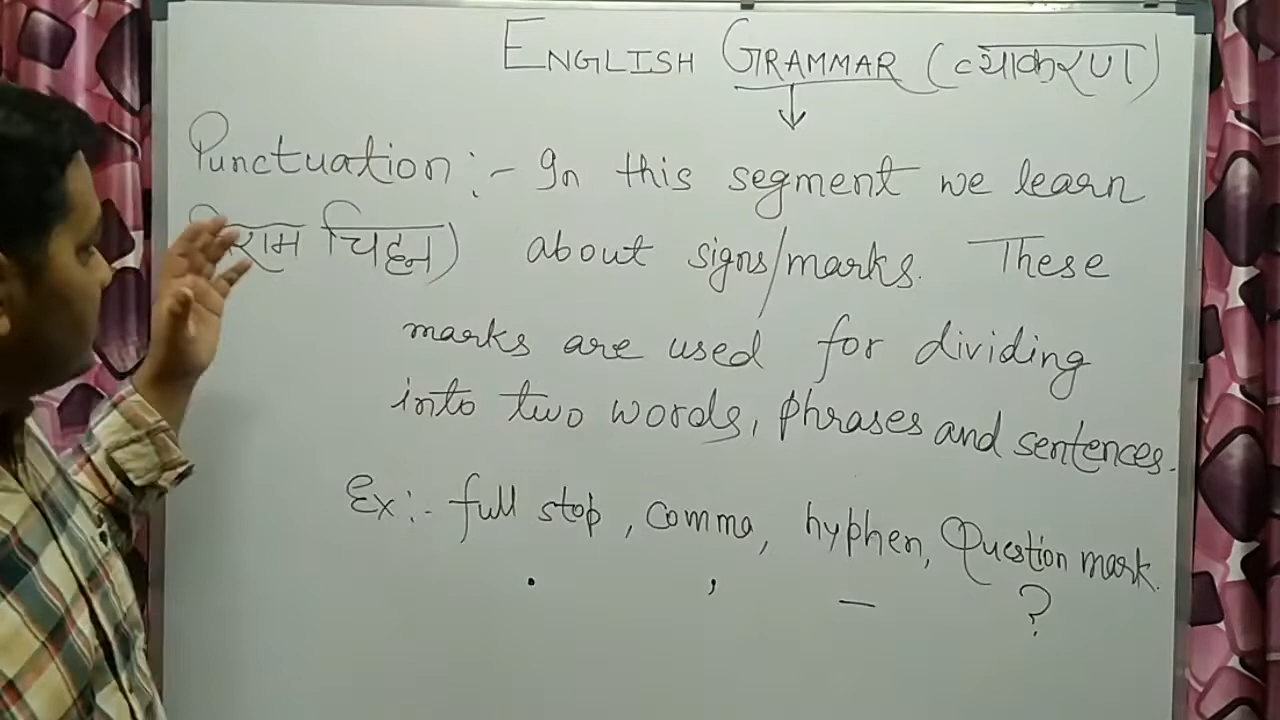 ENGLISH GRAMMAR (व्याकरण)
↓
Punctuation :- In this segment we learn
विराम चिह्न) about signs/marks. These
marks are used for dividing
into two words, phrases and sentences.
Ex:- full stop, comma, hyphen, Question mark.
. , – ?